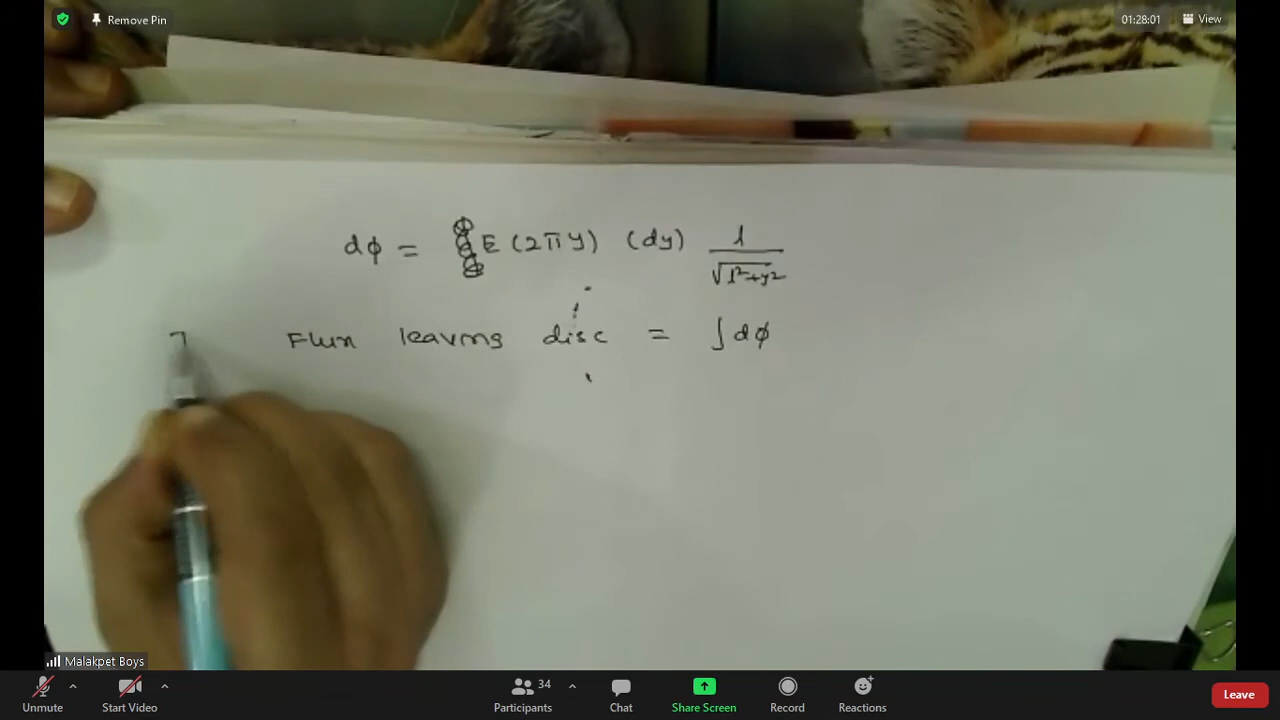 Remove Pin
01:28:01 View
dϕ = E (2πy) (dy) l/√l²+y²
Flux leaving disc = ∫dϕ
Malakpet Boys
Unmute Start Video Participants 34 Chat Share Screen Record Reactions Leave